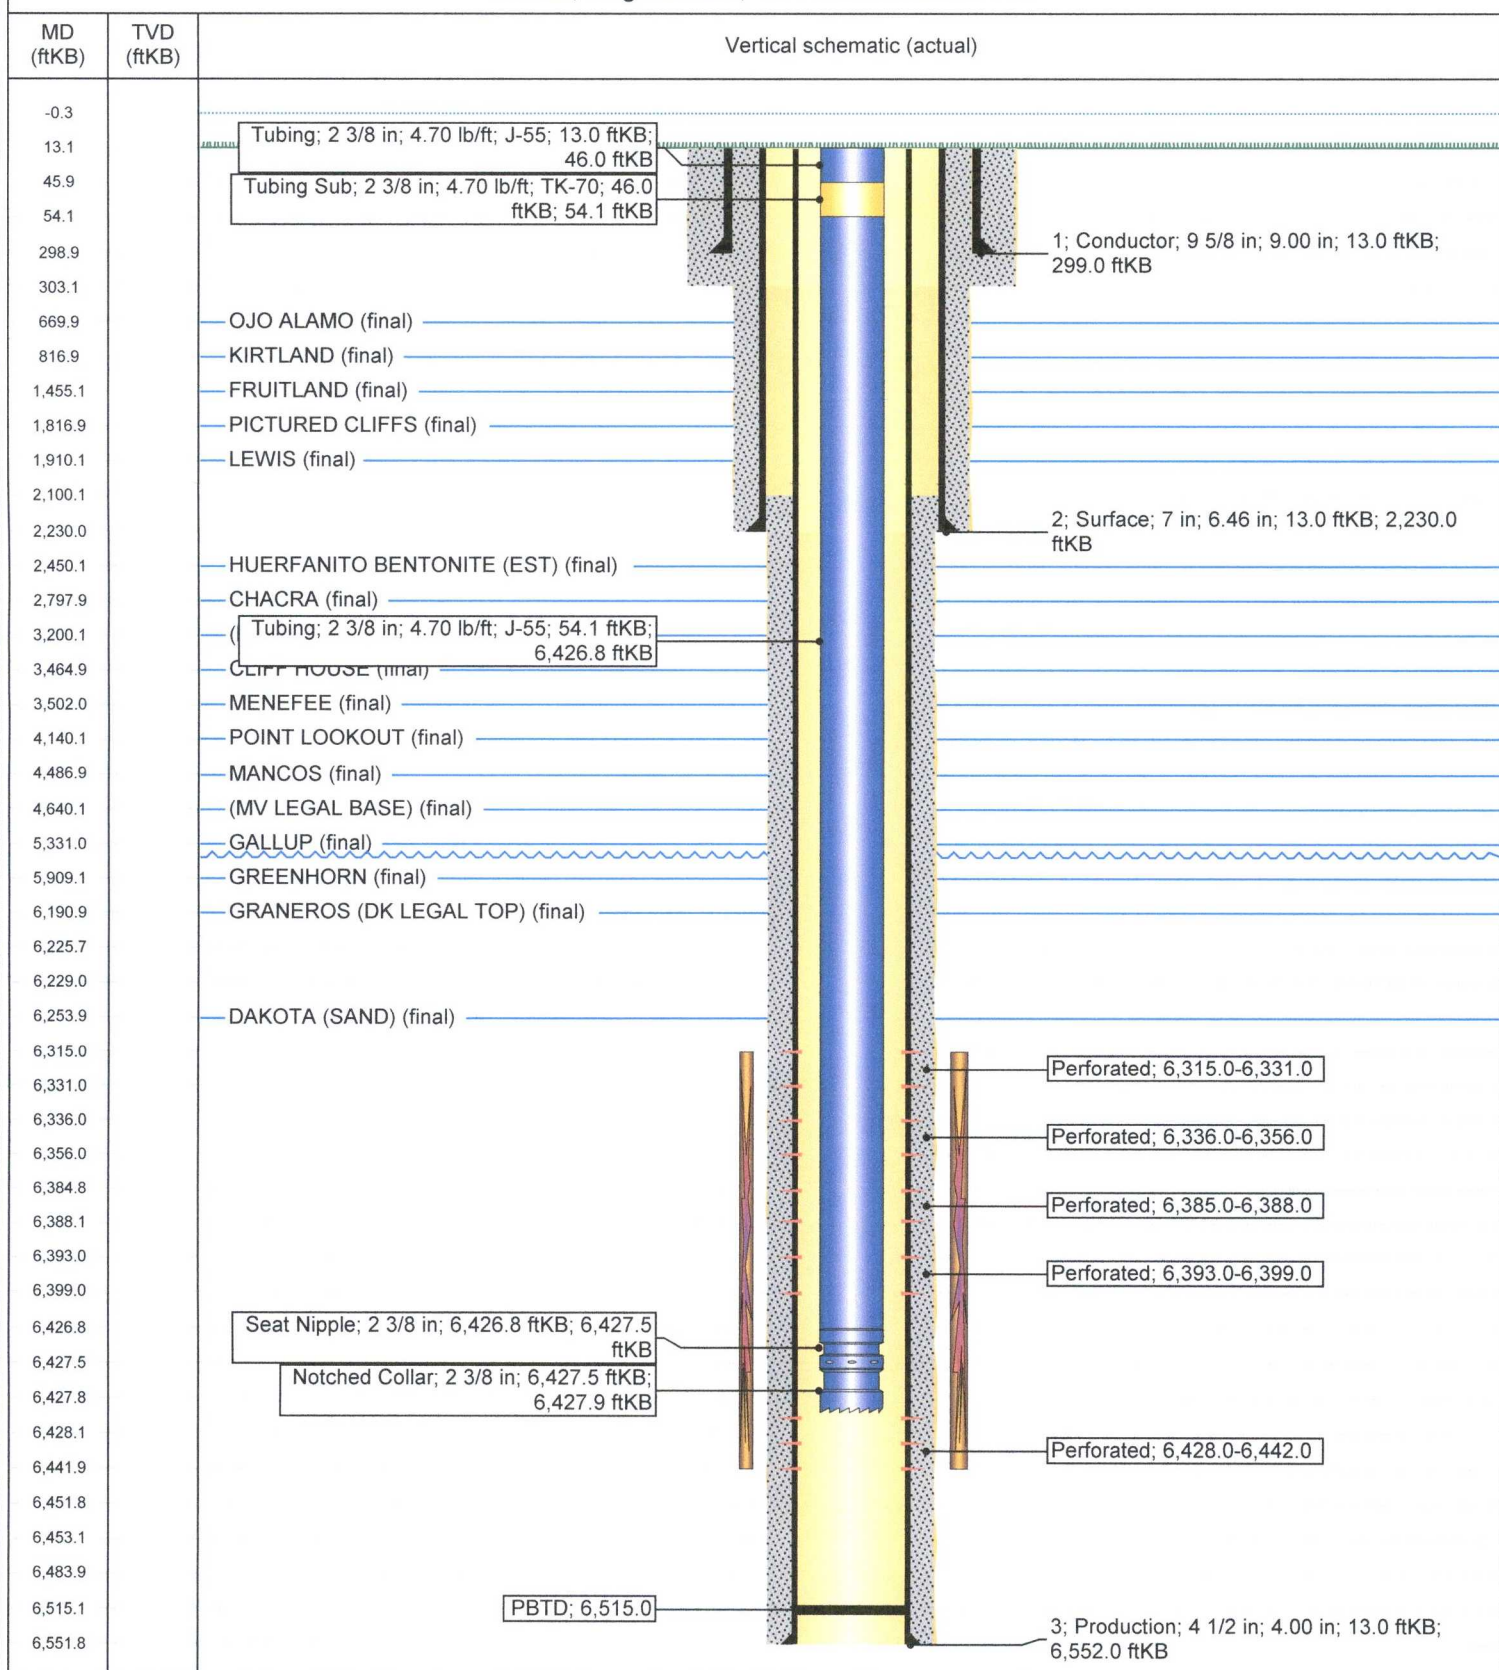 MD
(ftKB)
TVD
(ftKB)
Vertical schematic (actual)
-0.3
13.1
Tubing; 2 3/8 in; 4.70 lb/ft; J-55; 13.0 ftKB;
46.0 ftKB
45.9
Tubing Sub; 2 3/8 in; 4.70 lb/ft; TK-70; 46.0
ftKB; 54.1 ftKB
54.1
298.9
1; Conductor; 9 5/8 in; 9.00 in; 13.0 ftKB;
299.0 ftKB
303.1
669.9 OJO ALAMO (final)
816.9 KIRTLAND (final)
1,455.1 FRUITLAND (final)
1,816.9 PICTURED CLIFFS (final)
1,910.1 LEWIS (final)
2,100.1
2,230.0
2; Surface; 7 in; 6.46 in; 13.0 ftKB; 2,230.0
ftKB
2,450.1 HUERFANITO BENTONITE (EST) (final)
2,797.9 CHACRA (final)
3,200.1 (
Tubing; 2 3/8 in; 4.70 lb/ft; J-55; 54.1 ftKB;
6,426.8 ftKB
3,464.9 CLIFF HOUSE (final)
3,502.0 MENEFEE (final)
4,140.1 POINT LOOKOUT (final)
4,486.9 MANCOS (final)
4,640.1 (MV LEGAL BASE) (final)
5,331.0 GALLUP (final)
5,909.1 GREENHORN (final)
6,190.9 GRANEROS (DK LEGAL TOP) (final)
6,225.7
6,229.0
6,253.9 DAKOTA (SAND) (final)
6,315.0
Perforated; 6,315.0-6,331.0
6,331.0
6,336.0
Perforated; 6,336.0-6,356.0
6,356.0
6,384.8
Perforated; 6,385.0-6,388.0
6,388.1
6,393.0
Perforated; 6,393.0-6,399.0
6,399.0
6,426.8
Seat Nipple; 2 3/8 in; 6,426.8 ftKB; 6,427.5
ftKB
6,427.5
Notched Collar; 2 3/8 in; 6,427.5 ftKB;
6,427.9 ftKB
6,427.8
6,428.1
Perforated; 6,428.0-6,442.0
6,441.9
6,451.8
6,453.1
6,483.9
6,515.1
PBTD; 6,515.0
6,551.8
3; Production; 4 1/2 in; 4.00 in; 13.0 ftKB;
6,552.0 ftKB